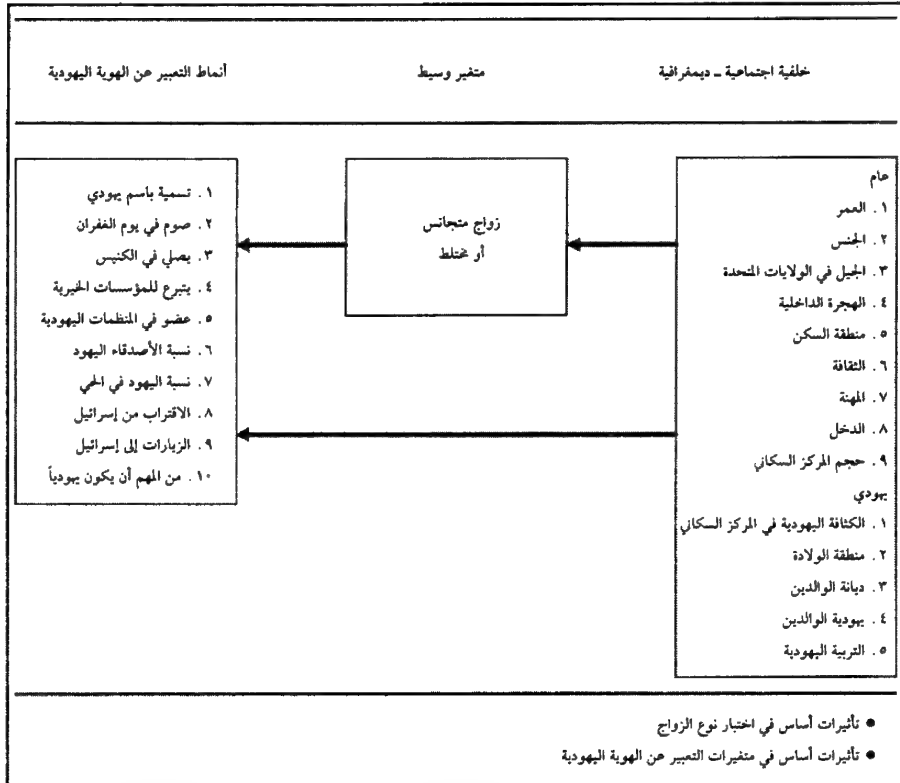 خلفية اجتماعية ـ ديمغرافية
متغير وسيط
أنماط التعبير عن الهوية اليهودية
عام
١. العمر
٢. الجنس
٣. الجيل في الولايات المتحدة
٤. الهجرة الداخلية
٥. منطقة السكن
٦. الثقافة
٧. المهنة
٨. الدخل
٩. حجم المركز السكاني
يهودي
١. الكثافة اليهودية في المركز السكاني
٢. منطقة الولادة
٣. ديانة الوالدين
٤. يهودية الوالدين
٥. التربية اليهودية
زواج متجانس
أو مختلط
١. تسمية باسم يهودي
٢. صوم في يوم الغفران
٣. يصلي في الكنيس
٤. يتبرع للمؤسسات الخيرية
٥. عضو في المنظمات اليهودية
٦. نسبة الأصدقاء اليهود
٧. نسبة اليهود في الحي
٨. الاقتراب من إسرائيل
٩. الزيارات إلى إسرائيل
١٠. من المهم أن يكون يهودياً
● تأثيرات أساس في اختبار نوع الزواج
● تأثيرات أساس في متغيرات التعبير عن الهوية اليهودية